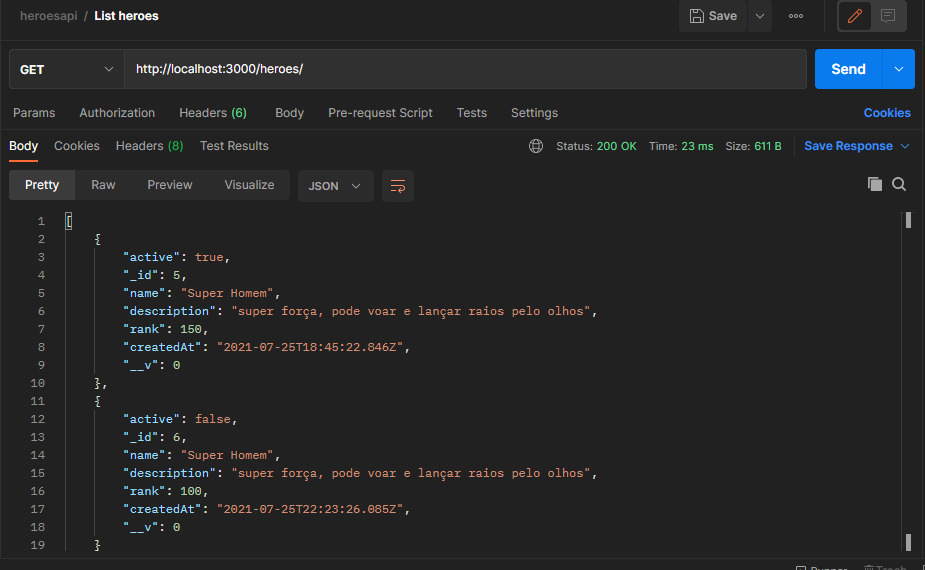 heroesapi / List heroes
Save
GET http://localhost:3000/heroes/ Send
Params Authorization Headers (6) Body Pre-request Script Tests Settings Cookies
Body Cookies Headers (8) Test Results Status: 200 OK Time: 23 ms Size: 611 B Save Response
Pretty Raw Preview Visualize JSON
1 [
2 {
3 "active": true,
4 "_id": 5,
5 "name": "Super Homem",
6 "description": "super força, pode voar e lançar raios pelo olhos",
7 "rank": 150,
8 "createdAt": "2021-07-25T18:45:22.846Z",
9 "__v": 0
10 },
11 {
12 "active": false,
13 "_id": 6,
14 "name": "Super Homem",
15 "description": "super força, pode voar e lançar raios pelo olhos",
16 "rank": 100,
17 "createdAt": "2021-07-25T22:23:26.085Z",
18 "__v": 0
19 }
Runner Trash